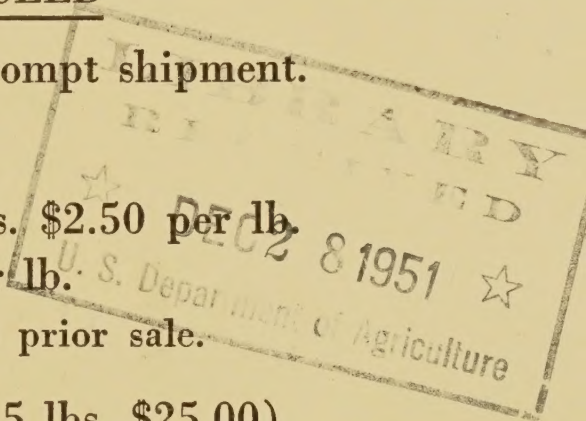 ompt shipment.
LIBRARY
RECEIVED
s. $2.50 per lb.
☆ DEC 28 1951 ☆
lb.
U. S. Department of Agriculture
prior sale.
5 lbs. $25.00)